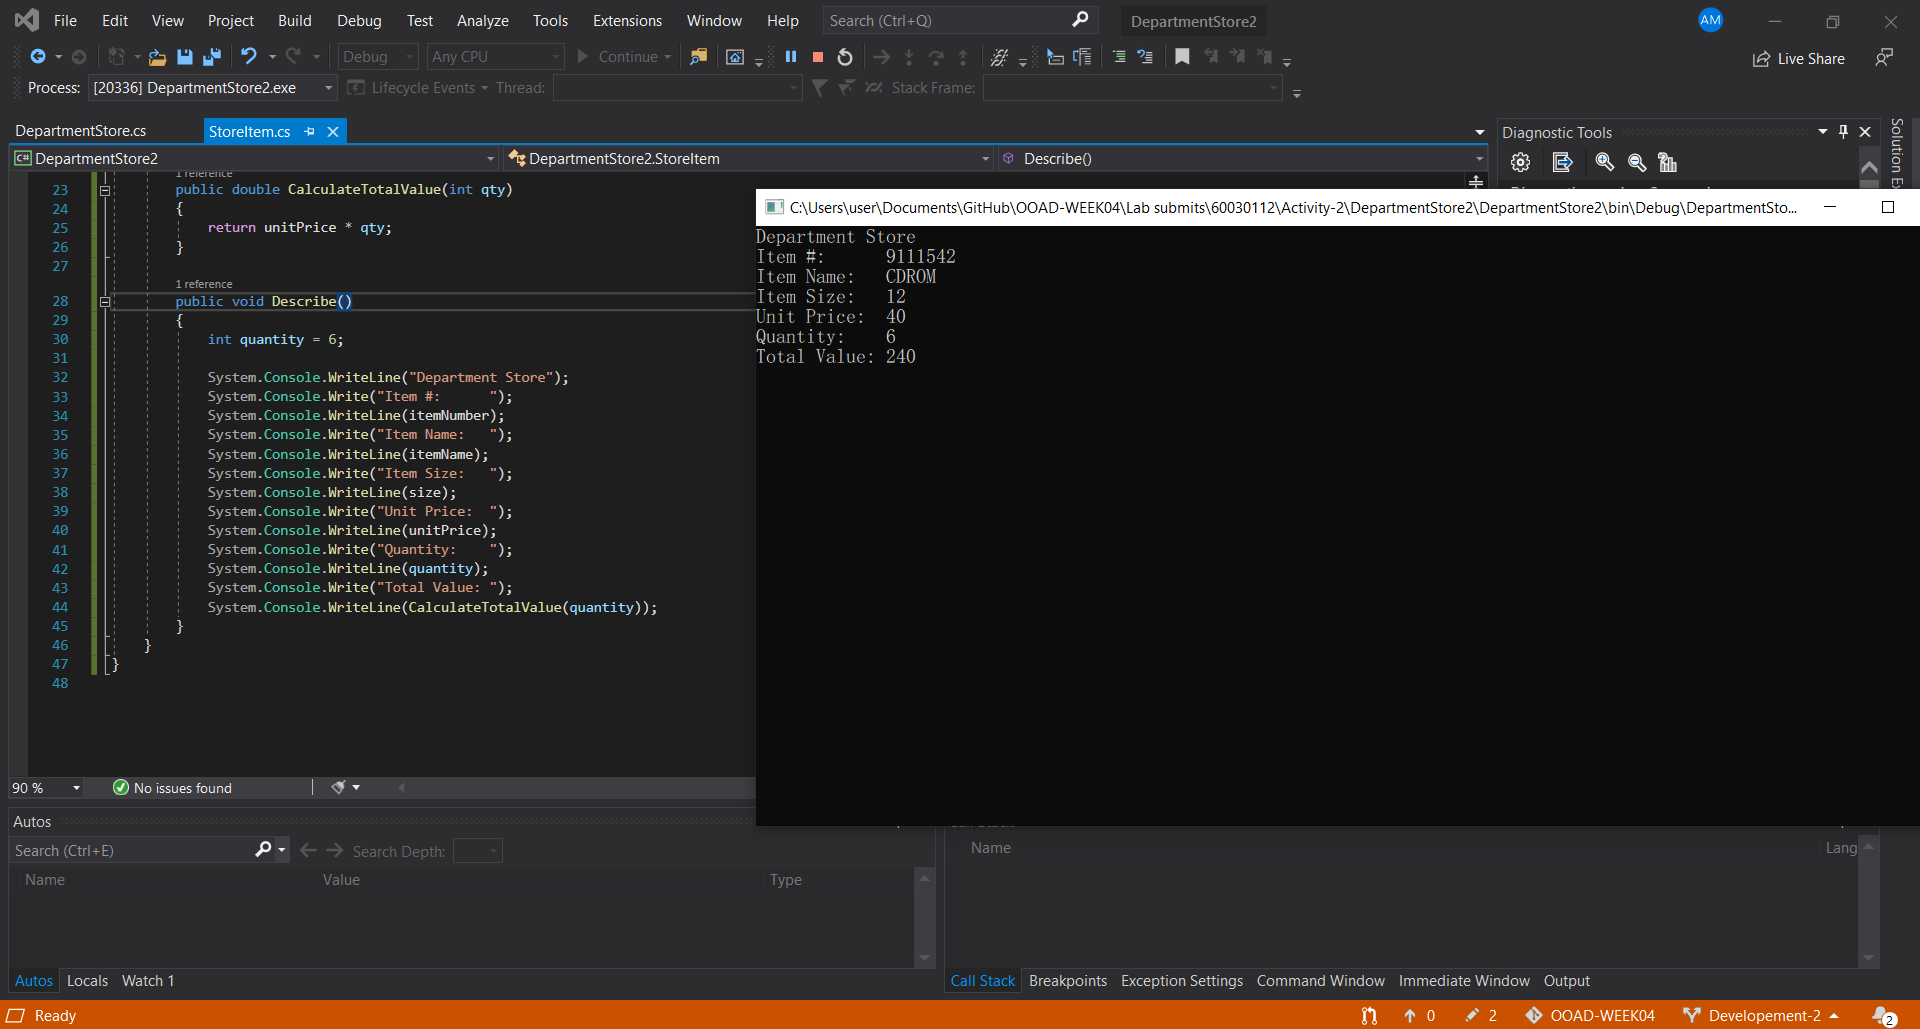 File Edit View Project Build Debug Test Analyze Tools Extensions Window Help Search (Ctrl+Q) DepartmentStore2 AM
Debug Any CPU Continue Live Share
Process: [20336] DepartmentStore2.exe Lifecycle Events Thread: Stack Frame:
DepartmentStore.cs StoreItem.cs Diagnostic Tools
C# DepartmentStore2 DepartmentStore2.StoreItem Describe()
Solution Ex
1 reference
23 public double CalculateTotalValue(int qty)
24 {
25 return unitPrice * qty;
26 }
27
1 reference
28 public void Describe()
29 {
30 int quantity = 6;
31
32 System.Console.WriteLine("Department Store");
33 System.Console.Write("Item #:      ");
34 System.Console.WriteLine(itemNumber);
35 System.Console.Write("Item Name:   ");
36 System.Console.WriteLine(itemName);
37 System.Console.Write("Item Size:   ");
38 System.Console.WriteLine(size);
39 System.Console.Write("Unit Price:  ");
40 System.Console.WriteLine(unitPrice);
41 System.Console.Write("Quantity:    ");
42 System.Console.WriteLine(quantity);
43 System.Console.Write("Total Value: ");
44 System.Console.WriteLine(CalculateTotalValue(quantity));
45 }
46 }
47 }
48
C:\Users\user\Documents\GitHub\OOAD-WEEK04\Lab submits\60030112\Activity-2\DepartmentStore2\DepartmentStore2\bin\Debug\DepartmentSto...
Department Store
Item #:      9111542
Item Name:   CDROM
Item Size:   12
Unit Price:  40
Quantity:    6
Total Value: 240
90 % No issues found
Autos
Search (Ctrl+E) Search Depth:
Name Value Type
Name Lang
Autos Locals Watch 1
Call Stack Breakpoints Exception Settings Command Window Immediate Window Output
Ready 0 2 OOAD-WEEK04 Developement-2 2